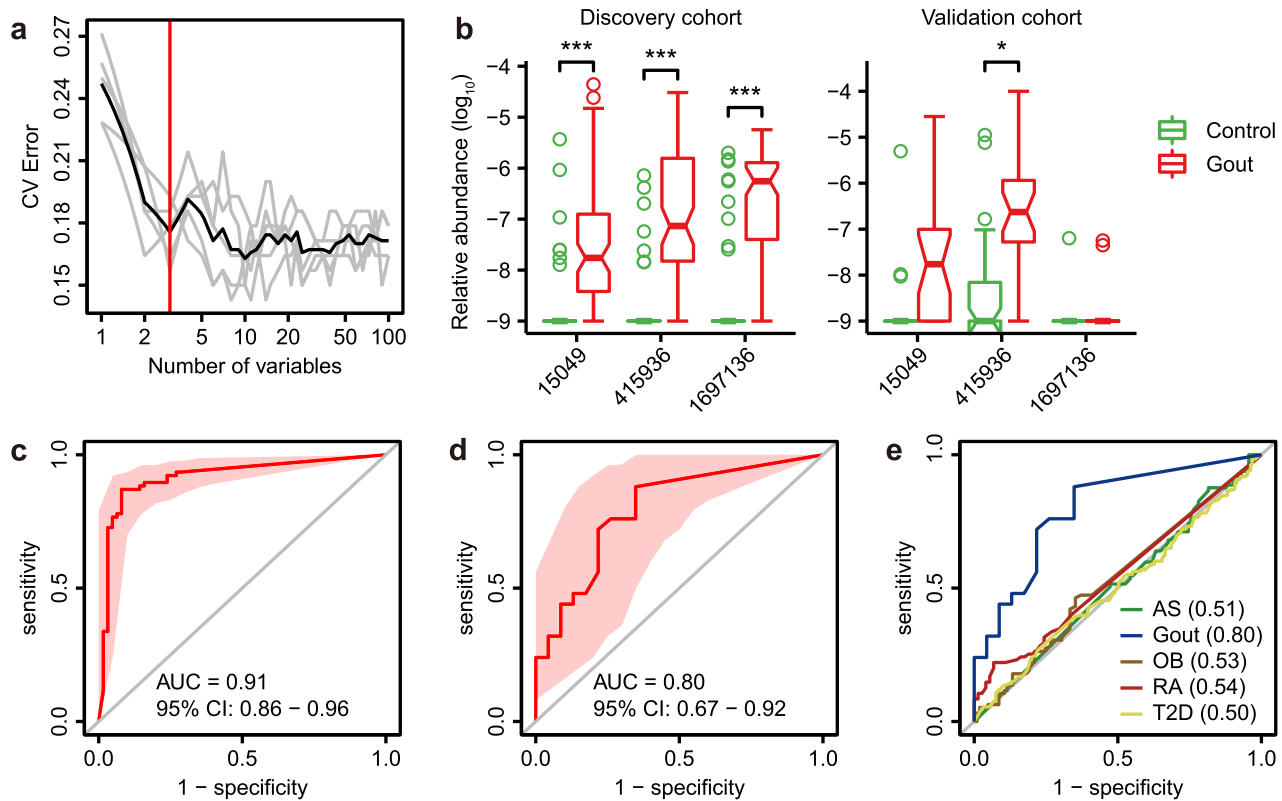 a
0.27
0.24
0.21
0.18
0.15
CV Error
1 2 5 10 20 50 100
Number of variables
b
Discovery cohort
Validation cohort
Relative abundance (log10)
−4
−5
−6
−7
−8
−9
*** *** ***
15049 415936 1697136
−4
−5
−6
−7
−8
−9
*
15049 415936 1697136
Control
Gout
c
1.0
0.5
0.0
sensitivity
AUC = 0.91
95% CI: 0.86 − 0.96
0.0 0.5 1.0
1 − specificity
d
1.0
0.5
0.0
sensitivity
AUC = 0.80
95% CI: 0.67 − 0.92
0.0 0.5 1.0
1 − specificity
e
1.0
0.5
0.0
sensitivity
AS (0.51)
Gout (0.80)
OB (0.53)
RA (0.54)
T2D (0.50)
0.0 0.5 1.0
1 − specificity